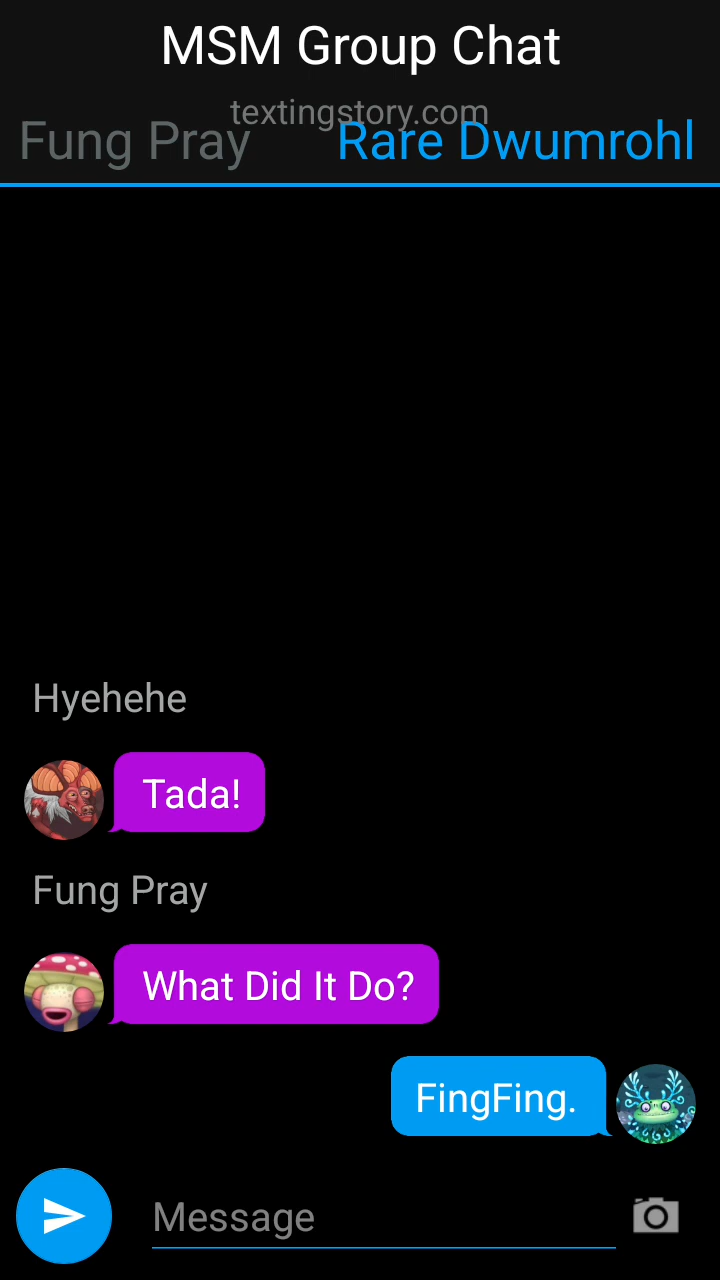 MSM Group Chat
textingstory.com
Fung Pray Rare Dwumrohl
Hyehehe
Tada!
Fung Pray
What Did It Do?
FingFing.
Message